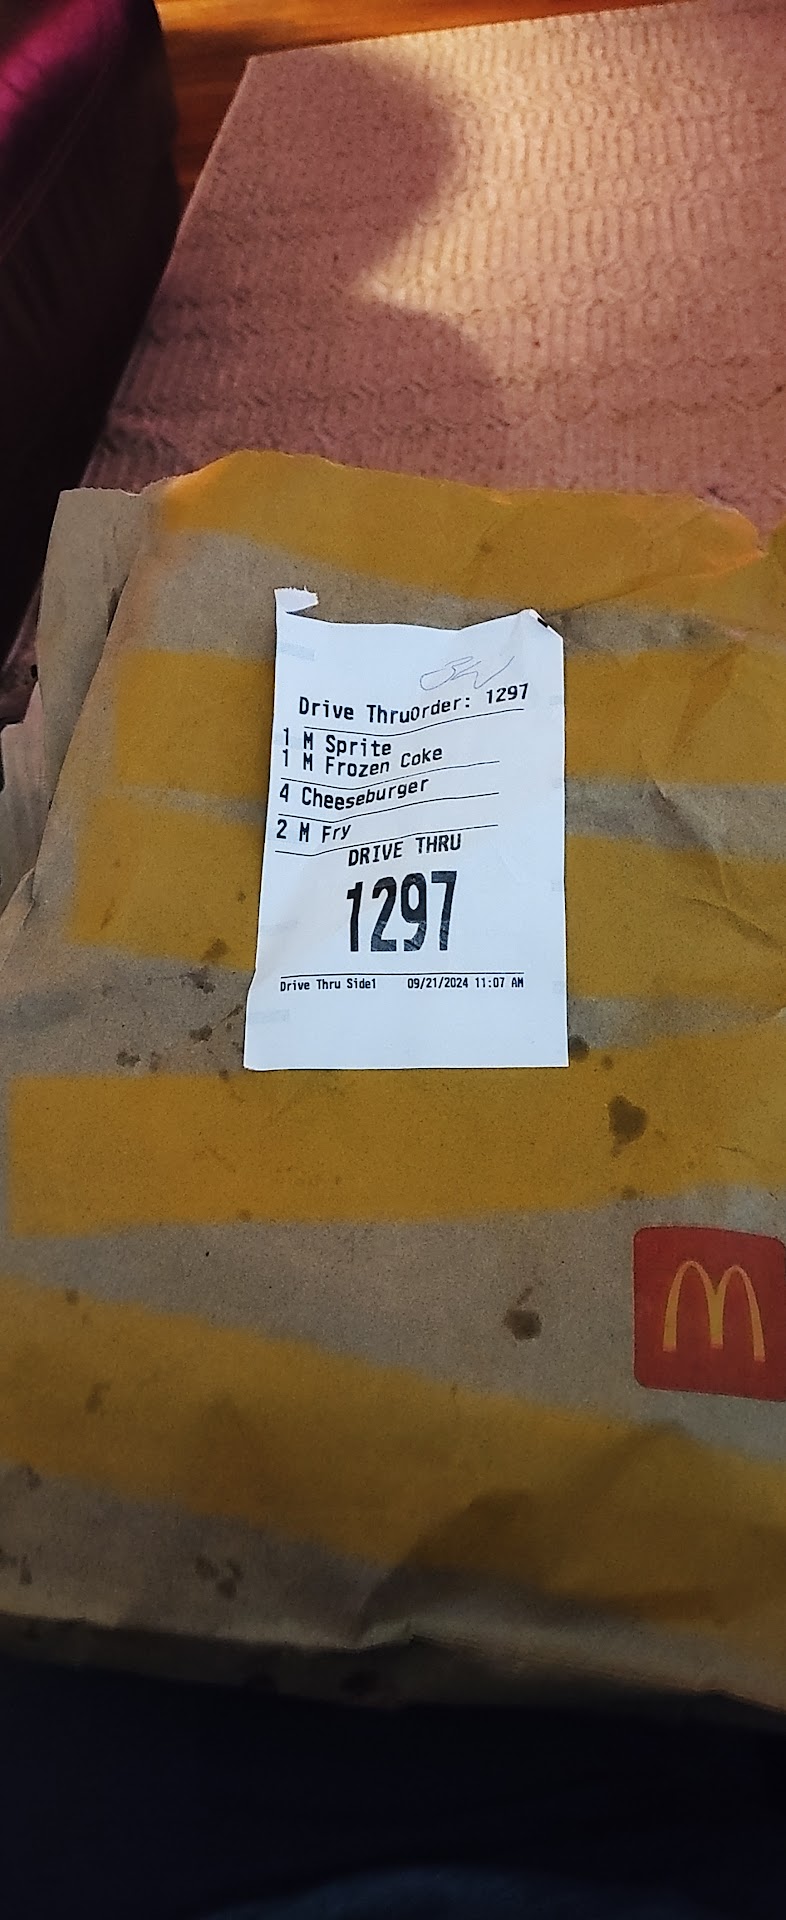 Drive ThruOrder: 1297
1 M Sprite
1 M Frozen Coke
4 Cheeseburger
2 M Fry
DRIVE THRU
1297
Drive Thru Side1 09/21/2024 11:07 AM
M